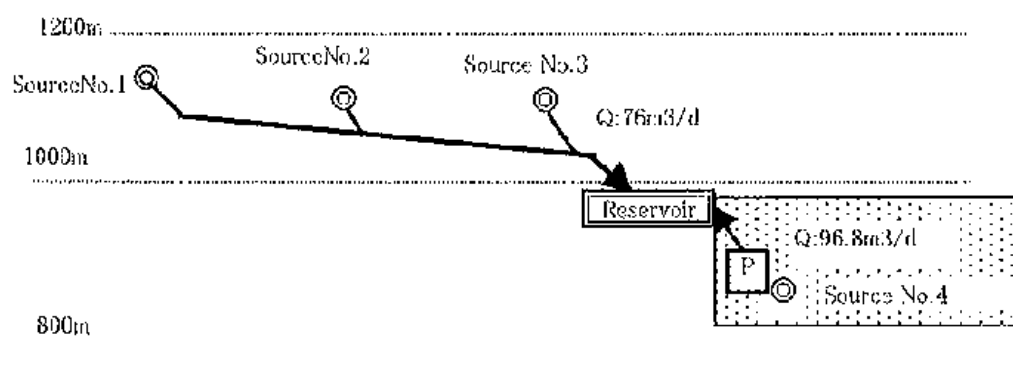 1200m
SourceNo.2
Source No.3
SourceNo.1
Q:76m3/d
1000m
Reservoir
Q:96.8m3/d
P
Source No.4
800m